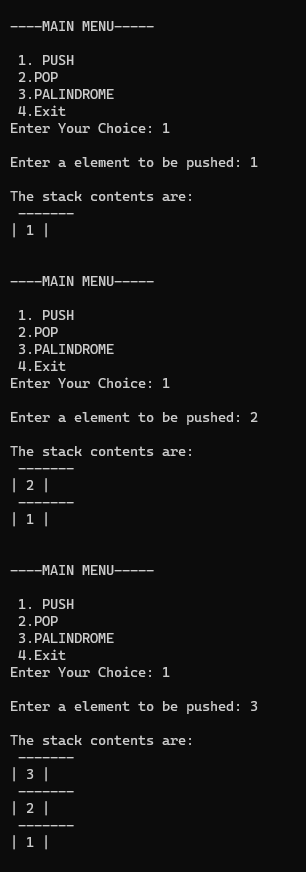 ----MAIN MENU-----
1. PUSH
2.POP
3.PALINDROME
4.Exit
Enter Your Choice: 1
Enter a element to be pushed: 1
The stack contents are:
-------
| 1 |
----MAIN MENU-----
1. PUSH
2.POP
3.PALINDROME
4.Exit
Enter Your Choice: 1
Enter a element to be pushed: 2
The stack contents are:
-------
| 2 |
-------
| 1 |
----MAIN MENU-----
1. PUSH
2.POP
3.PALINDROME
4.Exit
Enter Your Choice: 1
Enter a element to be pushed: 3
The stack contents are:
-------
| 3 |
-------
| 2 |
-------
| 1 |